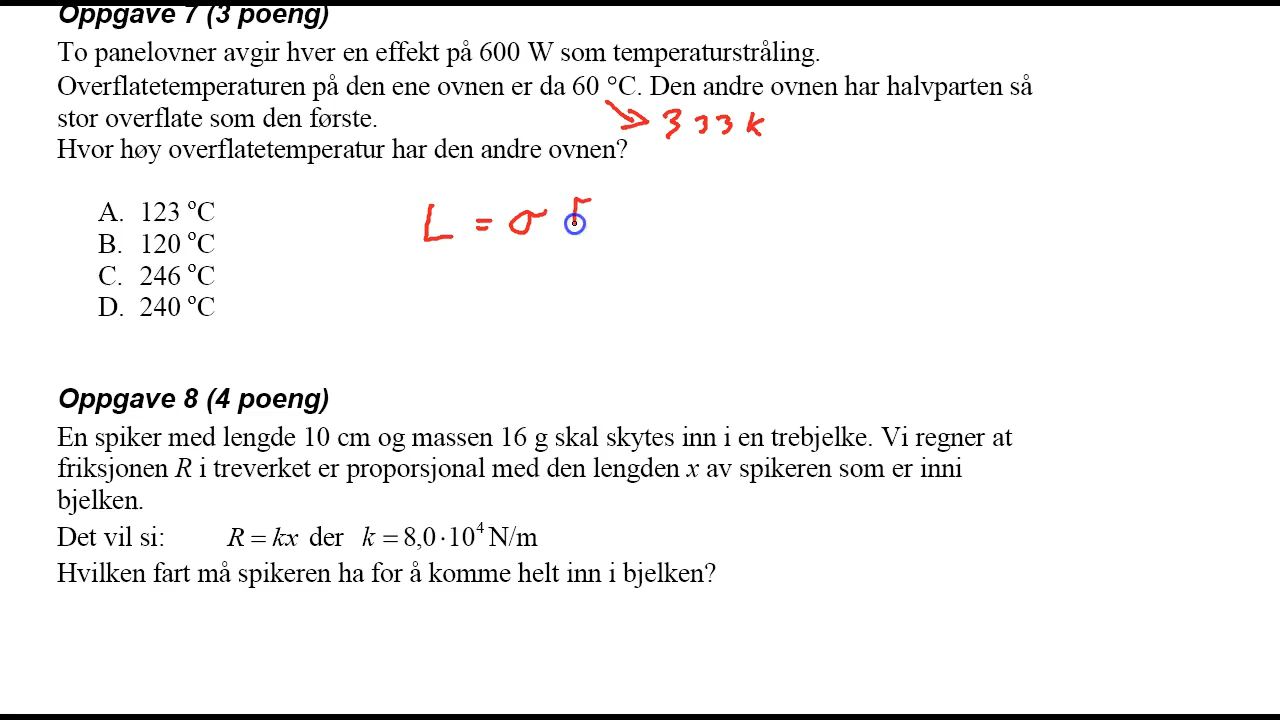 Oppgave 7 (3 poeng)
To panelovner avgir hver en effekt på 600 W som temperaturstråling.
Overflatetemperaturen på den ene ovnen er da 60 °C. Den andre ovnen har halvparten så
stor overflate som den første.
333 K
Hvor høy overflatetemperatur har den andre ovnen?
A. 123 °C
L = σ
B. 120 °C
C. 246 °C
D. 240 °C
Oppgave 8 (4 poeng)
En spiker med lengde 10 cm og massen 16 g skal skytes inn i en trebjelke. Vi regner at
friksjonen R i treverket er proporsjonal med den lengden x av spikeren som er inni
bjelken.
Det vil si: R = kx der k = 8,0·10⁴ N/m
Hvilken fart må spikeren ha for å komme helt inn i bjelken?